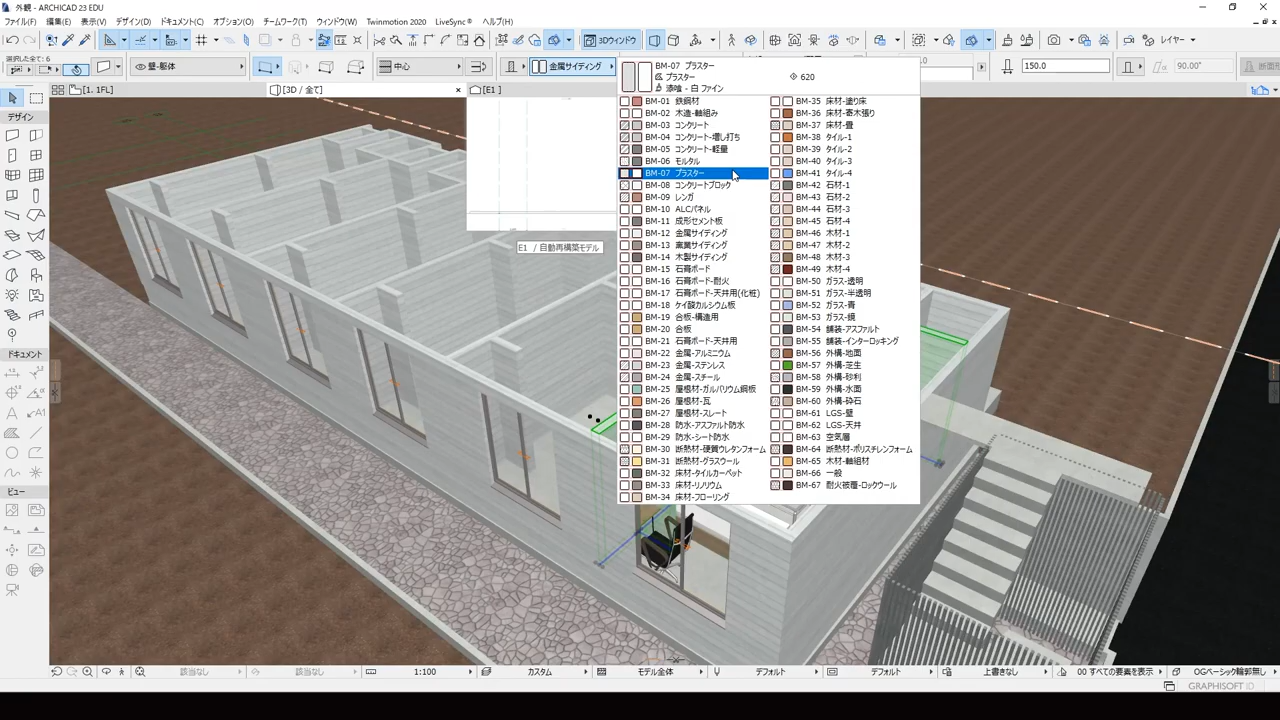 外観 - ARCHICAD 23 EDU
ファイル(F) 編集(E) 表示(V) デザイン(D) ドキュメント(C) オプション(O) チームワーク(T) ウィンドウ(W) Twinmotion 2020 LiveSync® ヘルプ(H)
3Dウィンドウ レイヤー
選択した全て: 6
壁-躯体 中心 金属サイディング 150.0 90.00°
[1. 1FL] [3D / 全て] [E1 ]
デザイン
ドキュメント
ビュー
E1 / 自動再構築モデル
BM-07 プラスター
プラスター 620
漆喰 - 白 ファイン
BM-01 鉄鋼材
BM-02 木造-軸組み
BM-03 コンクリート
BM-04 コンクリート-増し打ち
BM-05 コンクリート-軽量
BM-06 モルタル
BM-07 プラスター
BM-08 コンクリートブロック
BM-09 レンガ
BM-10 ALCパネル
BM-11 成形セメント板
BM-12 金属サイディング
BM-13 窯業サイディング
BM-14 木製サイディング
BM-15 石膏ボード
BM-16 石膏ボード-耐火
BM-17 石膏ボード-天井用(化粧)
BM-18 ケイ酸カルシウム板
BM-19 合板-構造用
BM-20 合板
BM-21 石膏ボード-天井用
BM-22 金属-アルミニウム
BM-23 金属-ステンレス
BM-24 金属-スチール
BM-25 屋根材-ガルバリウム鋼板
BM-26 屋根材-瓦
BM-27 屋根材-スレート
BM-28 防水-アスファルト防水
BM-29 防水-シート防水
BM-30 断熱材-硬質ウレタンフォーム
BM-31 断熱材-グラスウール
BM-32 床材-タイルカーペット
BM-33 床材-リノリウム
BM-34 床材-フローリング
BM-35 床材-塗り床
BM-36 床材-寄木張り
BM-37 床材-畳
BM-38 タイル-1
BM-39 タイル-2
BM-40 タイル-3
BM-41 タイル-4
BM-42 石材-1
BM-43 石材-2
BM-44 石材-3
BM-45 石材-4
BM-46 木材-1
BM-47 木材-2
BM-48 木材-3
BM-49 木材-4
BM-50 ガラス-透明
BM-51 ガラス-半透明
BM-52 ガラス-青
BM-53 ガラス-鏡
BM-54 舗装-アスファルト
BM-55 舗装-インターロッキング
BM-56 外構-地面
BM-57 外構-芝生
BM-58 外構-砂利
BM-59 外構-水面
BM-60 外構-砕石
BM-61 LGS-壁
BM-62 LGS-天井
BM-63 空気層
BM-64 断熱材-ポリスチレンフォーム
BM-65 木材-軸組材
BM-66 一般
BM-67 耐火被覆-ロックウール
該当なし 該当なし 1:100 カスタム モデル全体 デフォルト デフォルト 上書きなし 00 すべての要素を表示 OGベーシック輪郭無し
GRAPHISOFT ID